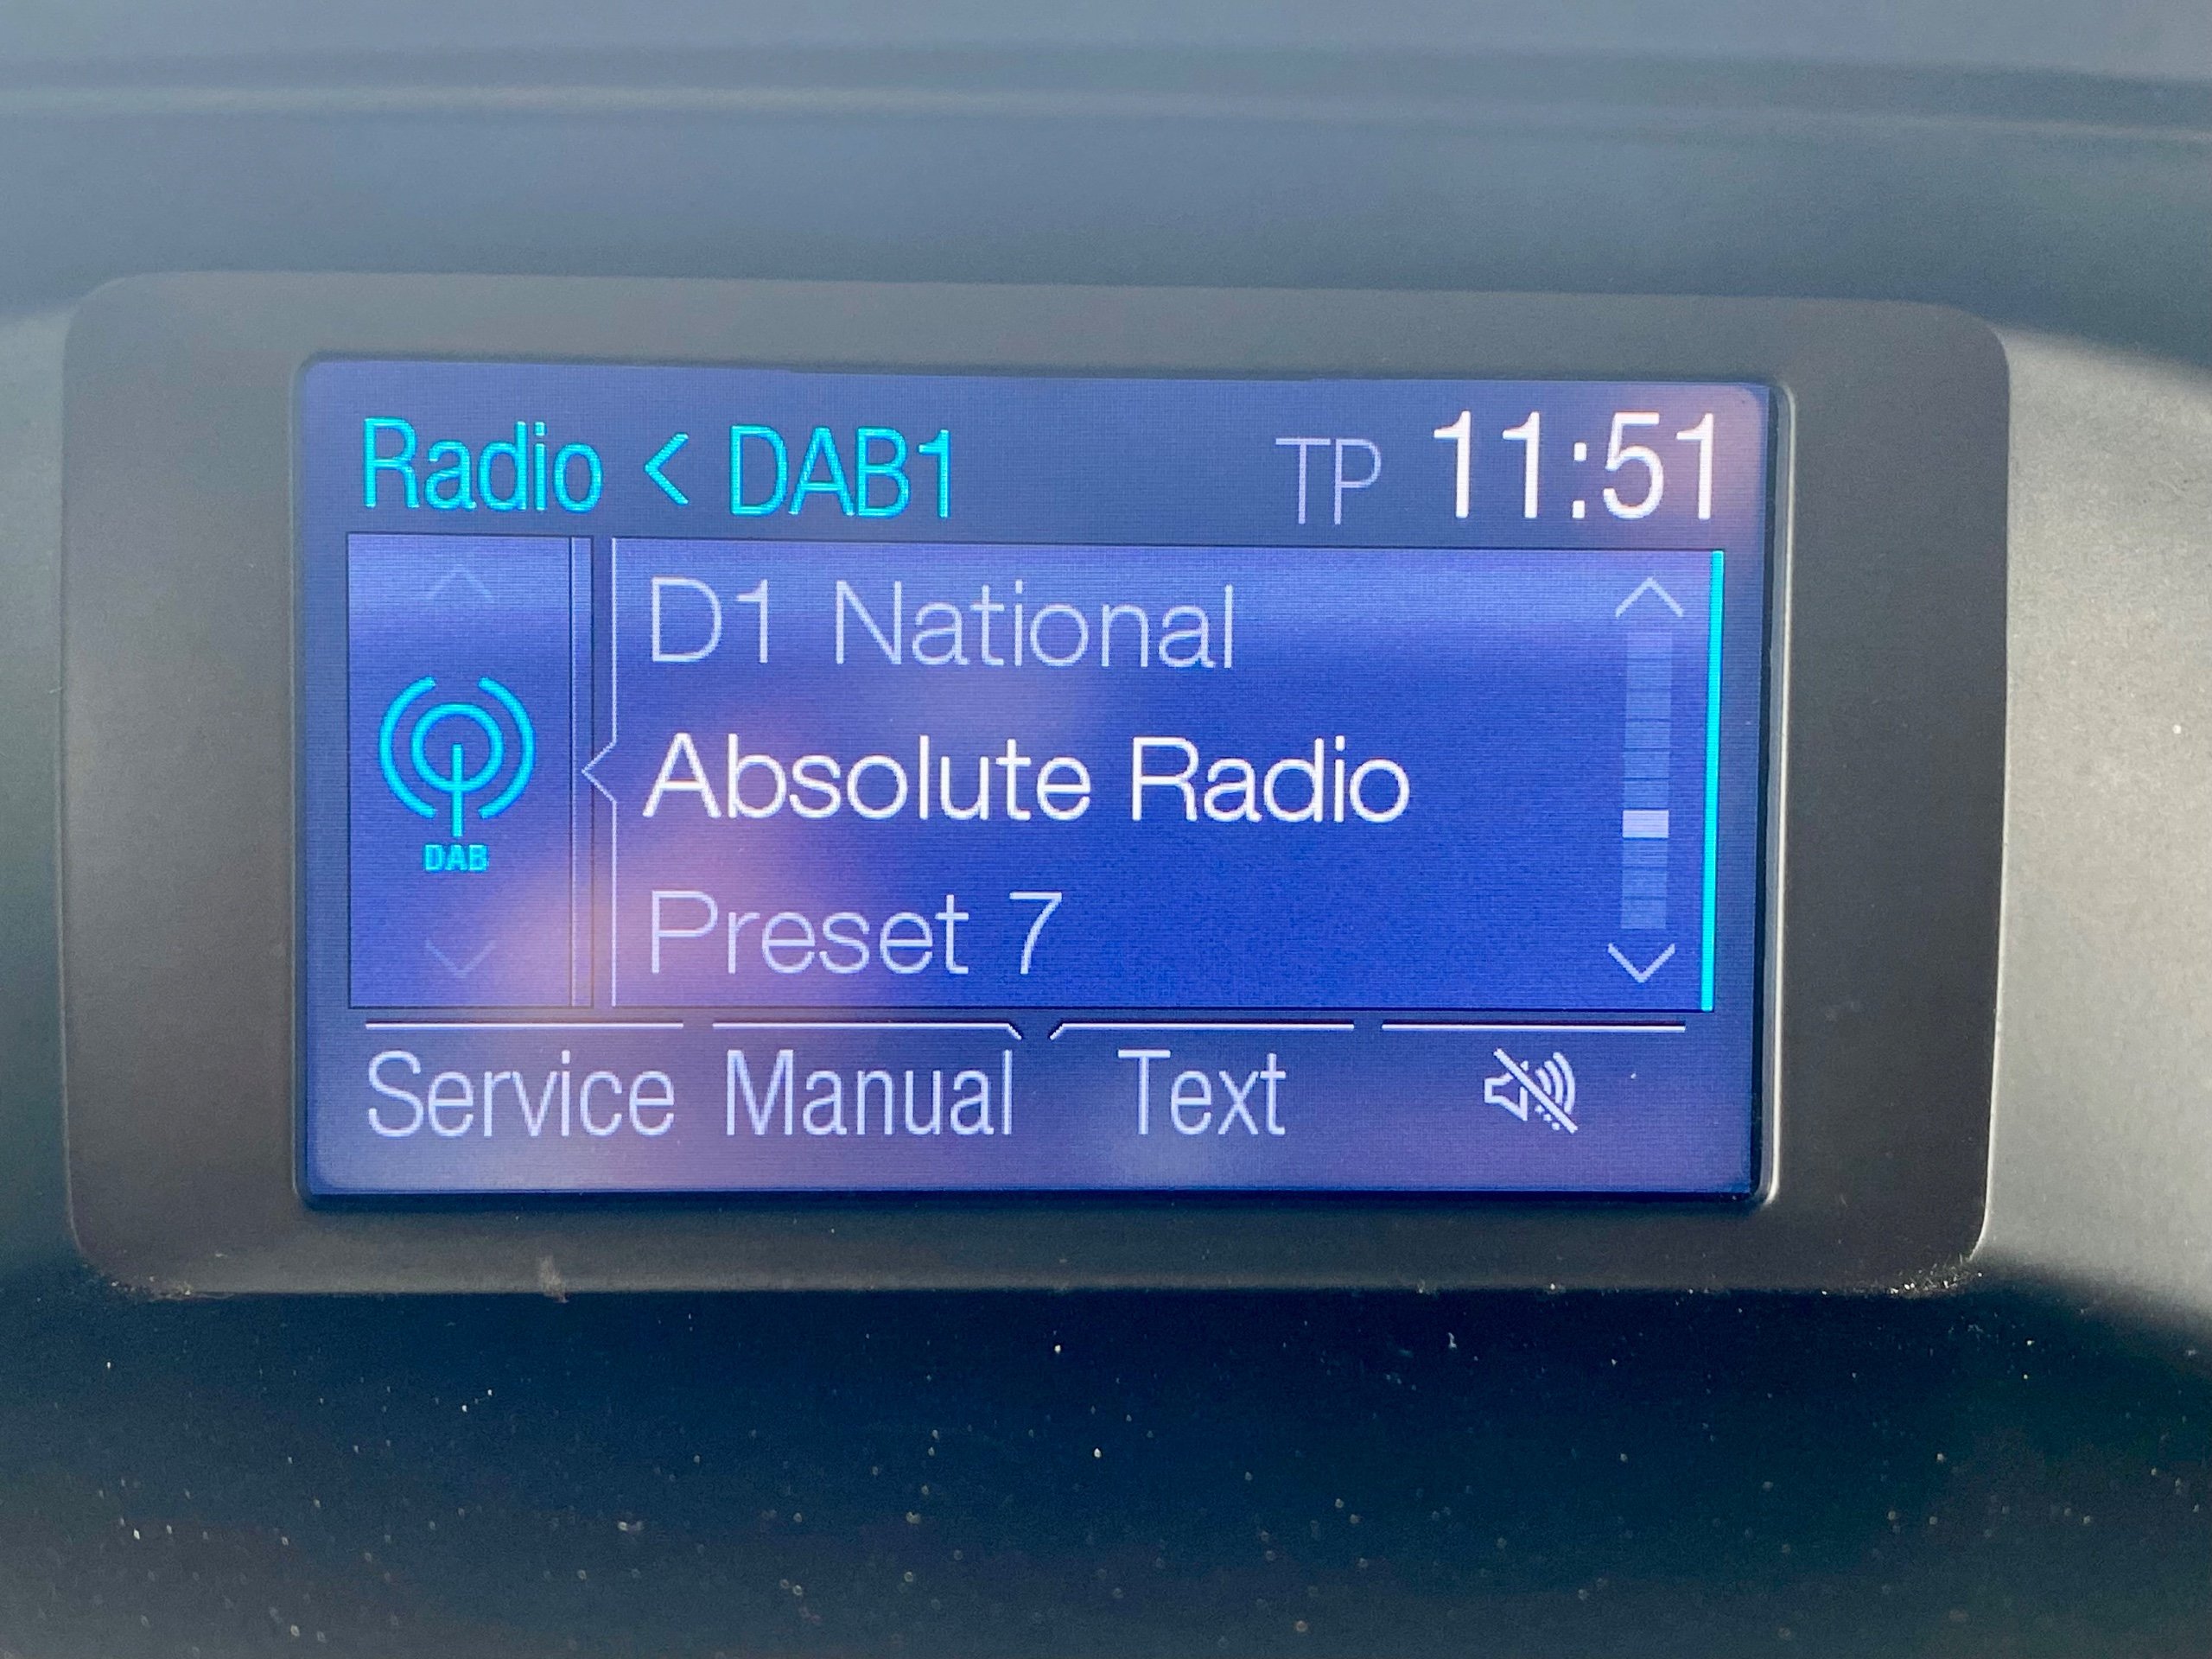 Radio < DAB1 TP 11:51
D1 National
DAB
Absolute Radio
Preset 7
Service Manual Text